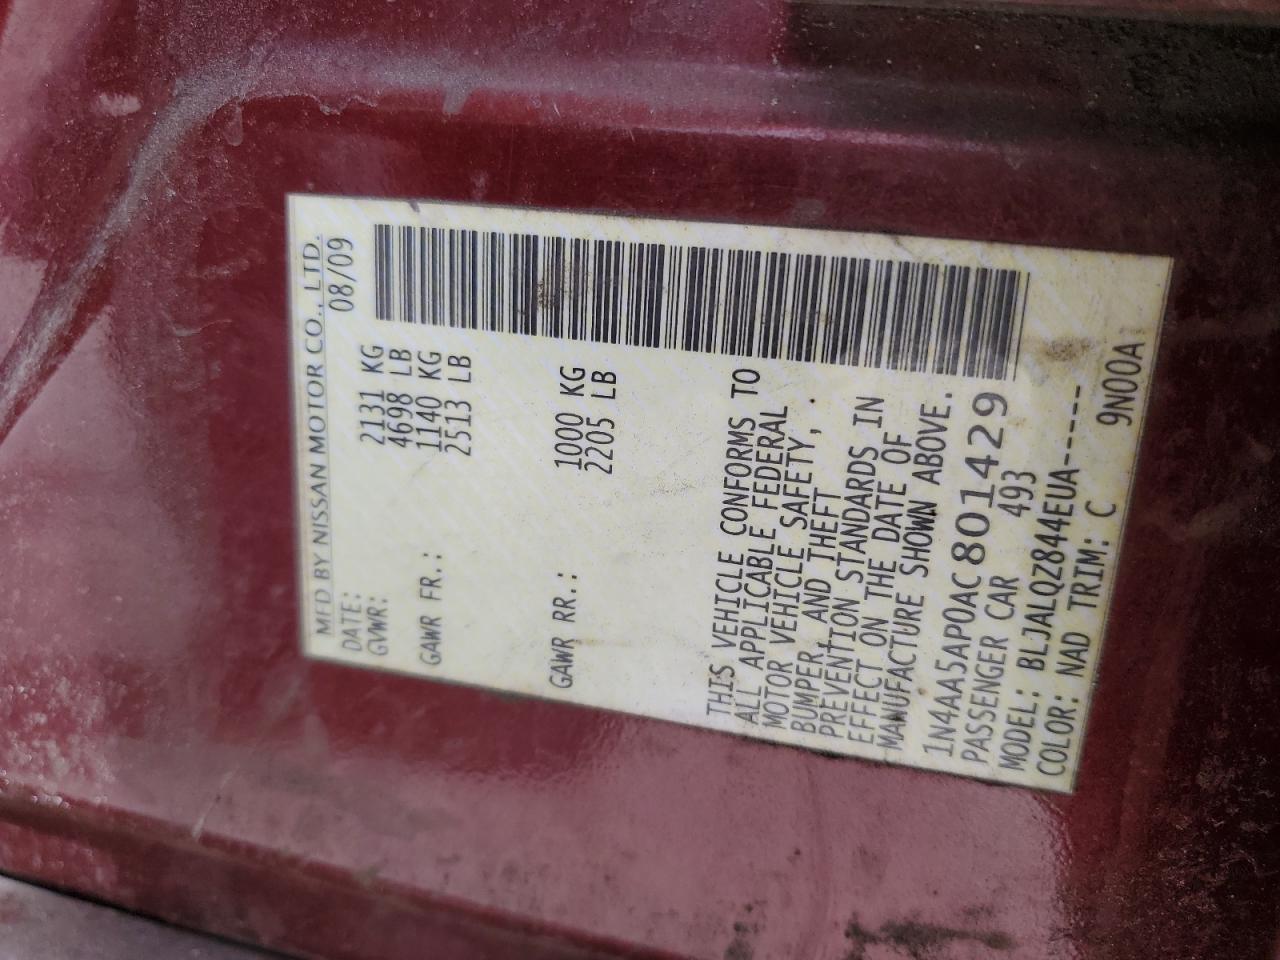 MFD BY NISSAN MOTOR CO., LTD.
DATE: 08/09
GVWR: 2131 KG
4698 LB
GAWR FR.: 1140 KG
2513 LB
GAWR RR.: 1000 KG
2205 LB
THIS VEHICLE CONFORMS TO
ALL APPLICABLE FEDERAL
MOTOR VEHICLE SAFETY,
BUMPER, AND THEFT
PREVENTION STANDARDS IN
EFFECT ON THE DATE OF
MANUFACTURE SHOWN ABOVE.
1N4AA5AP0AC801429
PASSENGER CAR 493
MODEL: BLJALQZ844EUA------
COLOR: NAD TRIM: C 9N00A